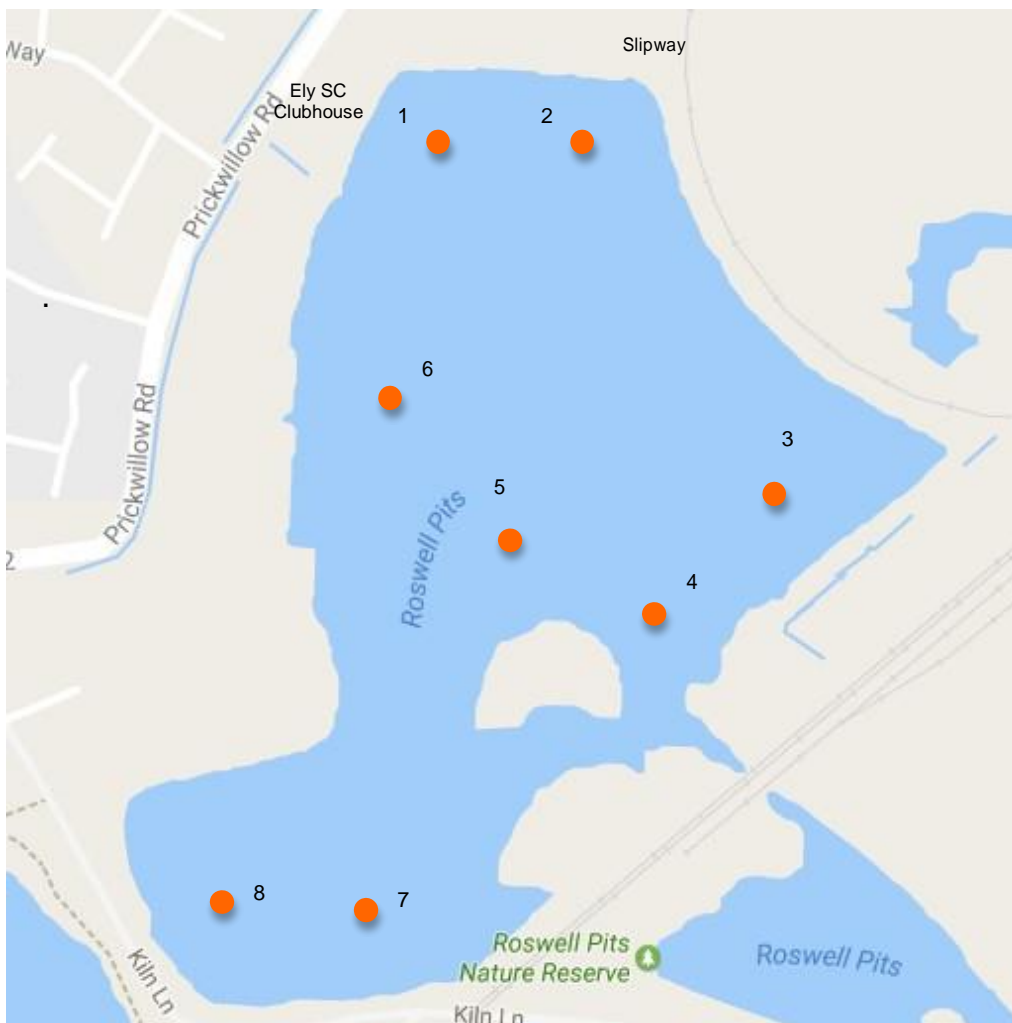 Slipway
Way
Ely SC
Clubhouse
1
2
Prickwillow Rd
.
6
3
Prickwillow Rd
5
Roswell Pits
2
4
8
7
Roswell Pits
Nature Reserve
Roswell Pits
Kiln Ln
Kiln Ln